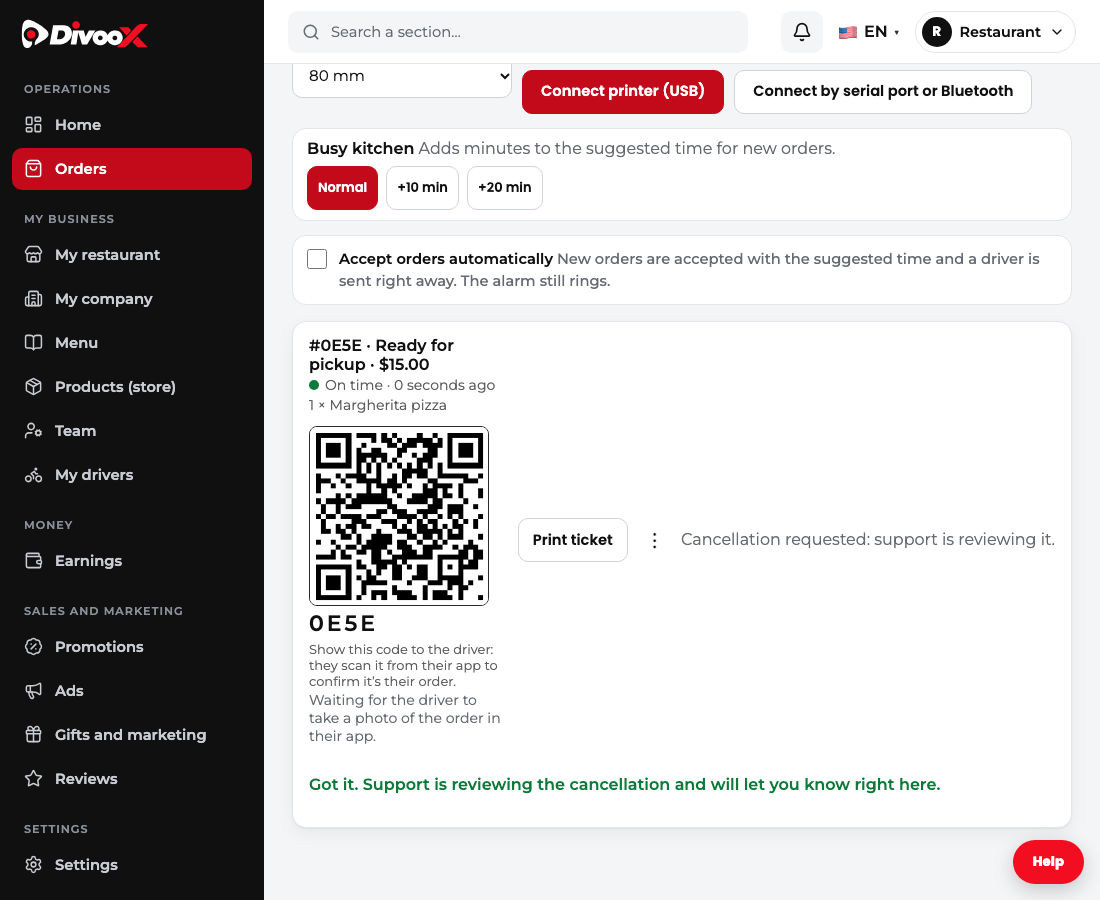 DivooX
Search a section...
EN
R
Restaurant
OPERATIONS
Home
Orders
MY BUSINESS
My restaurant
My company
Menu
Products (store)
Team
My drivers
MONEY
Earnings
SALES AND MARKETING
Promotions
Ads
Gifts and marketing
Reviews
SETTINGS
Settings
80 mm
Connect printer (USB)
Connect by serial port or Bluetooth
Busy kitchen Adds minutes to the suggested time for new orders.
Normal
+10 min
+20 min
Accept orders automatically New orders are accepted with the suggested time and a driver is
sent right away. The alarm still rings.
#0E5E · Ready for
pickup · $15.00
On time · 0 seconds ago
1 × Margherita pizza
0E5E
Show this code to the driver:
they scan it from their app to
confirm it's their order.
Waiting for the driver to
take a photo of the order in
their app.
Print ticket
Cancellation requested: support is reviewing it.
Got it. Support is reviewing the cancellation and will let you know right here.
Help